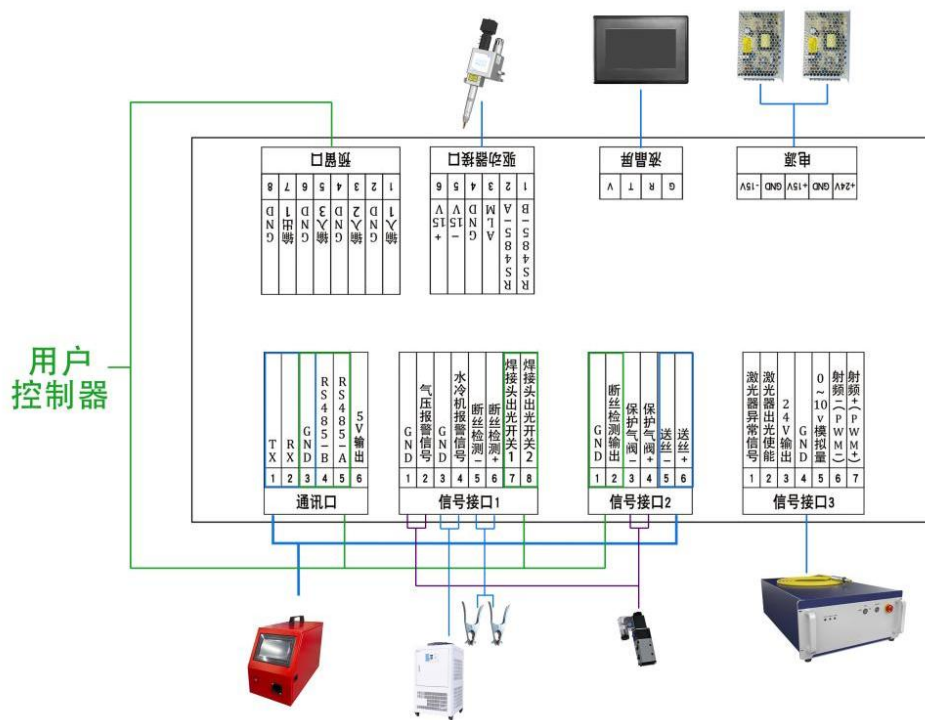 预留口
8 7 6 5 4 3 2 1
GND
输出1
GND
输入3
GND
输入2
GND
输入1
驱动器接口
6 5 4 3 2 1
+15V
-15V
GND
ALM
RS485-A
RS485-B
液晶屏
V T R G
电源
-15V GND +15V GND +24V
用户
控制器
TX
RX
GND
RS485-B
RS485-A
5V输出
1 2 3 4 5 6
通讯口
GND
气压报警信号
GND
水冷机报警信号
断丝检测-
断丝检测+
焊接头出光开关1
焊接头出光开关2
1 2 3 4 5 6 7 8
信号接口1
GND
断丝检测输出
保护气阀-
保护气阀+
送丝-
送丝+
1 2 3 4 5 6
信号接口2
激光器异常信号
激光器出光使能
24V输出
GND
0~10v模拟量
射频-(PWM-)
射频+(PWM+)
1 2 3 4 5 6 7
信号接口3